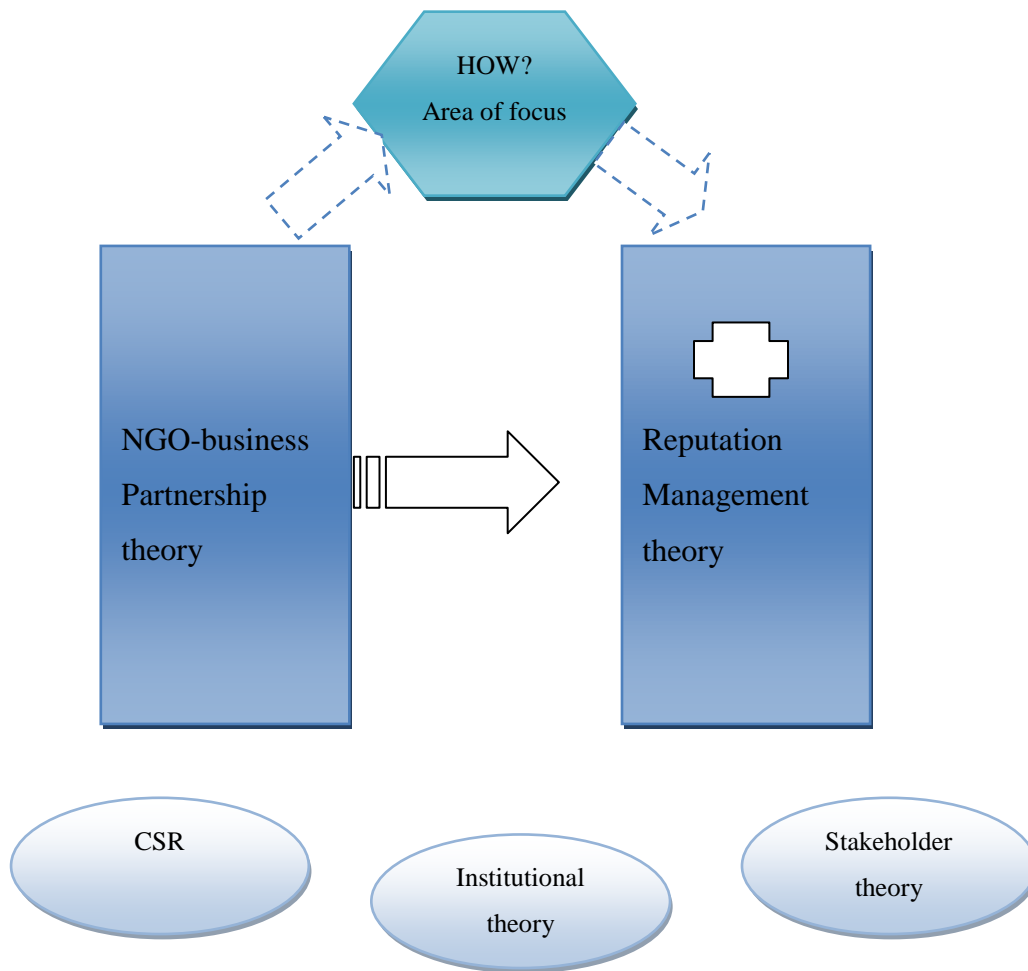 HOW?
Area of focus
NGO-business
Partnership
theory
Reputation
Management
theory
CSR
Institutional
theory
Stakeholder
theory